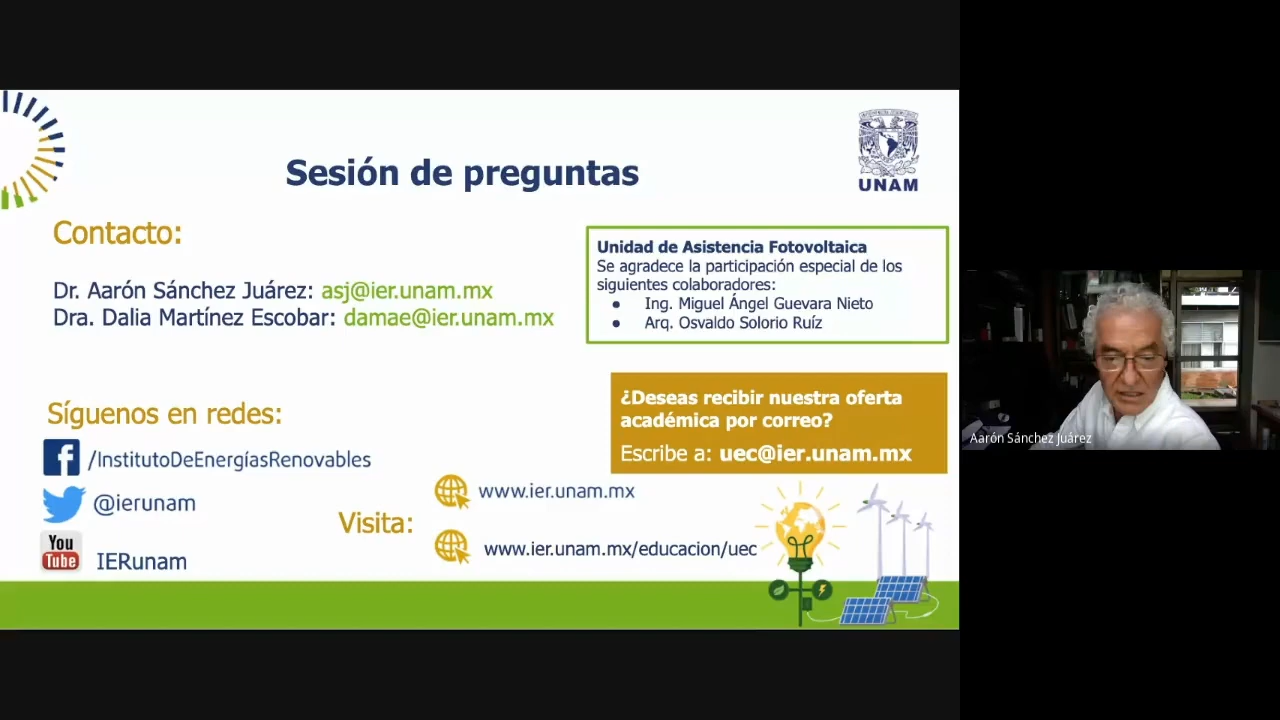 Sesión de preguntas
UNAM
Contacto:
Dr. Aarón Sánchez Juárez: asj@ier.unam.mx
Dra. Dalia Martínez Escobar: damae@ier.unam.mx
Unidad de Asistencia Fotovoltaica
Se agradece la participación especial de los
siguientes colaboradores:
● Ing. Miguel Ángel Guevara Nieto
● Arq. Osvaldo Solorio Ruíz
¿Deseas recibir nuestra oferta
académica por correo?
Escribe a: uec@ier.unam.mx
Síguenos en redes:
/InstitutoDeEnergíasRenovables
@ierunam
You
Tube
IERunam
Visita:
www.ier.unam.mx
www.ier.unam.mx/educacion/uec
Aarón Sánchez Juárez